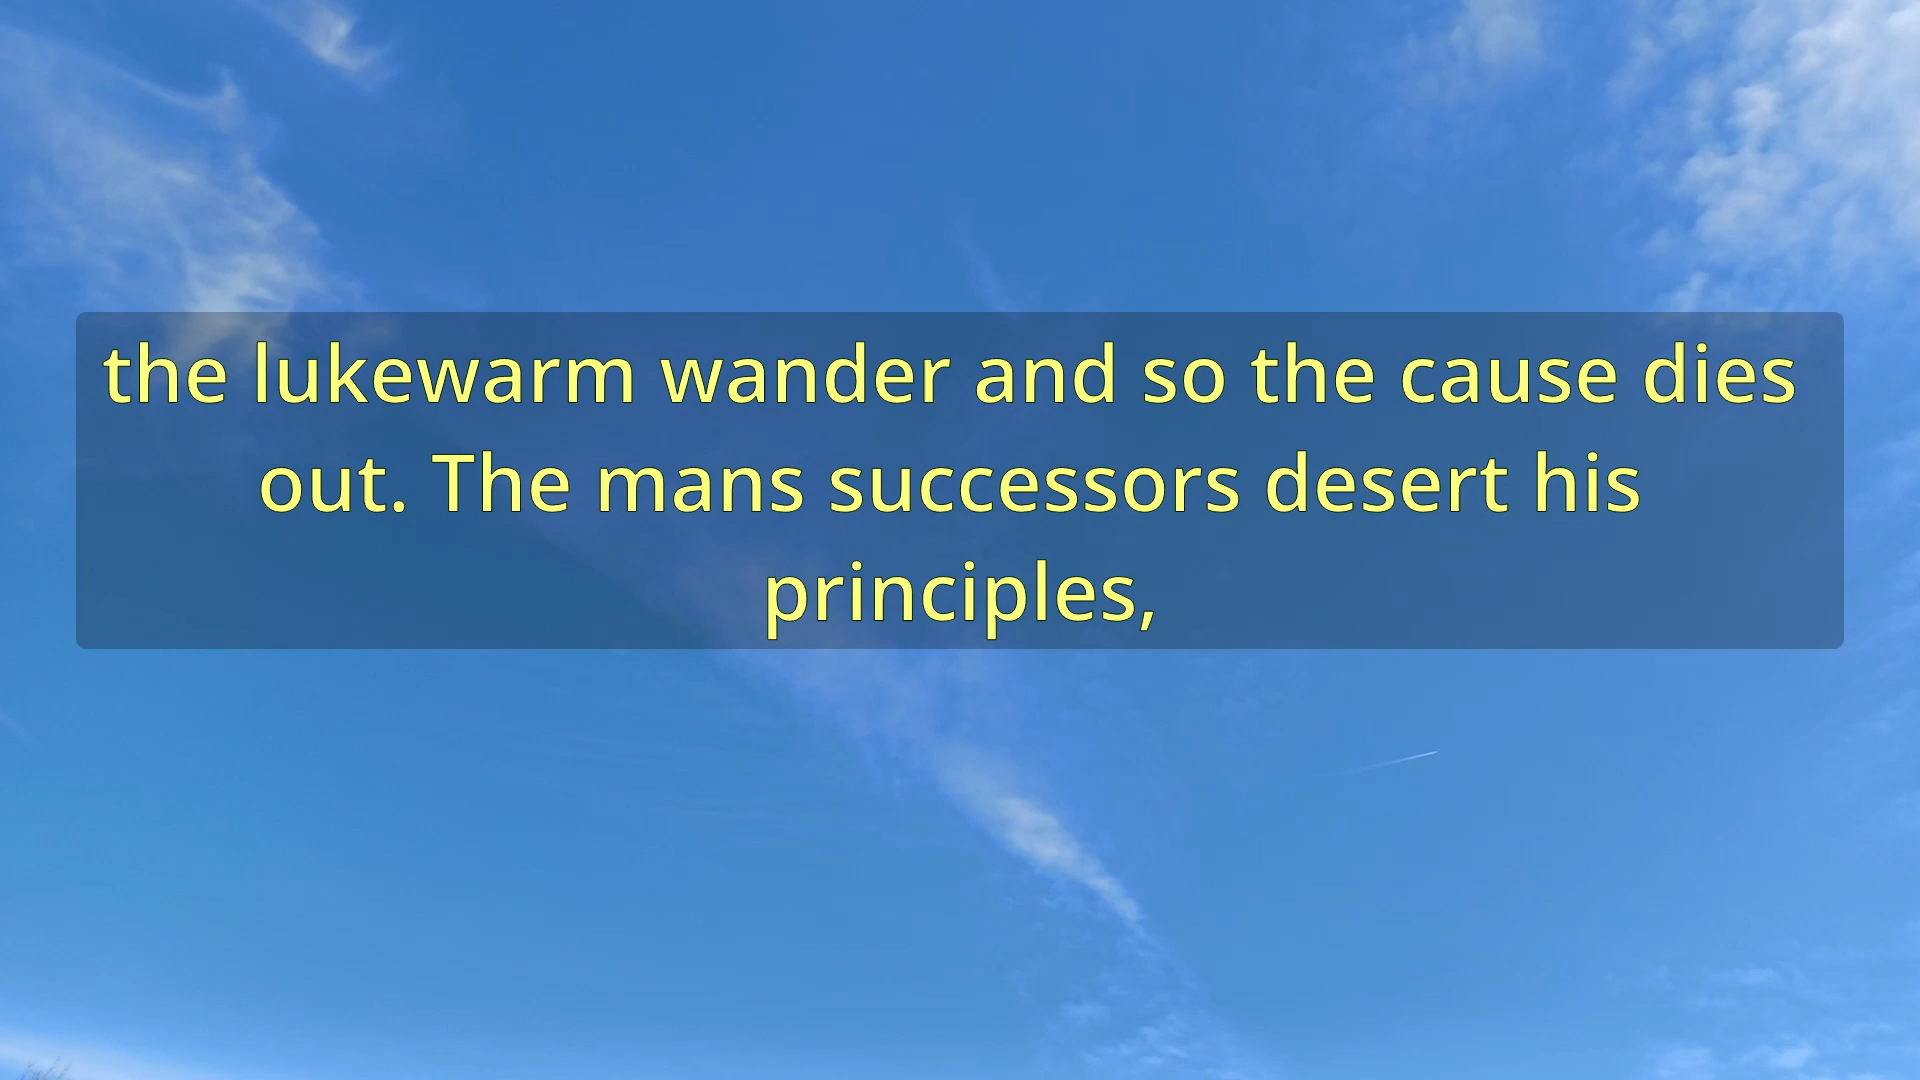 the lukewarm wander and so the cause dies
out. The mans successors desert his
principles,